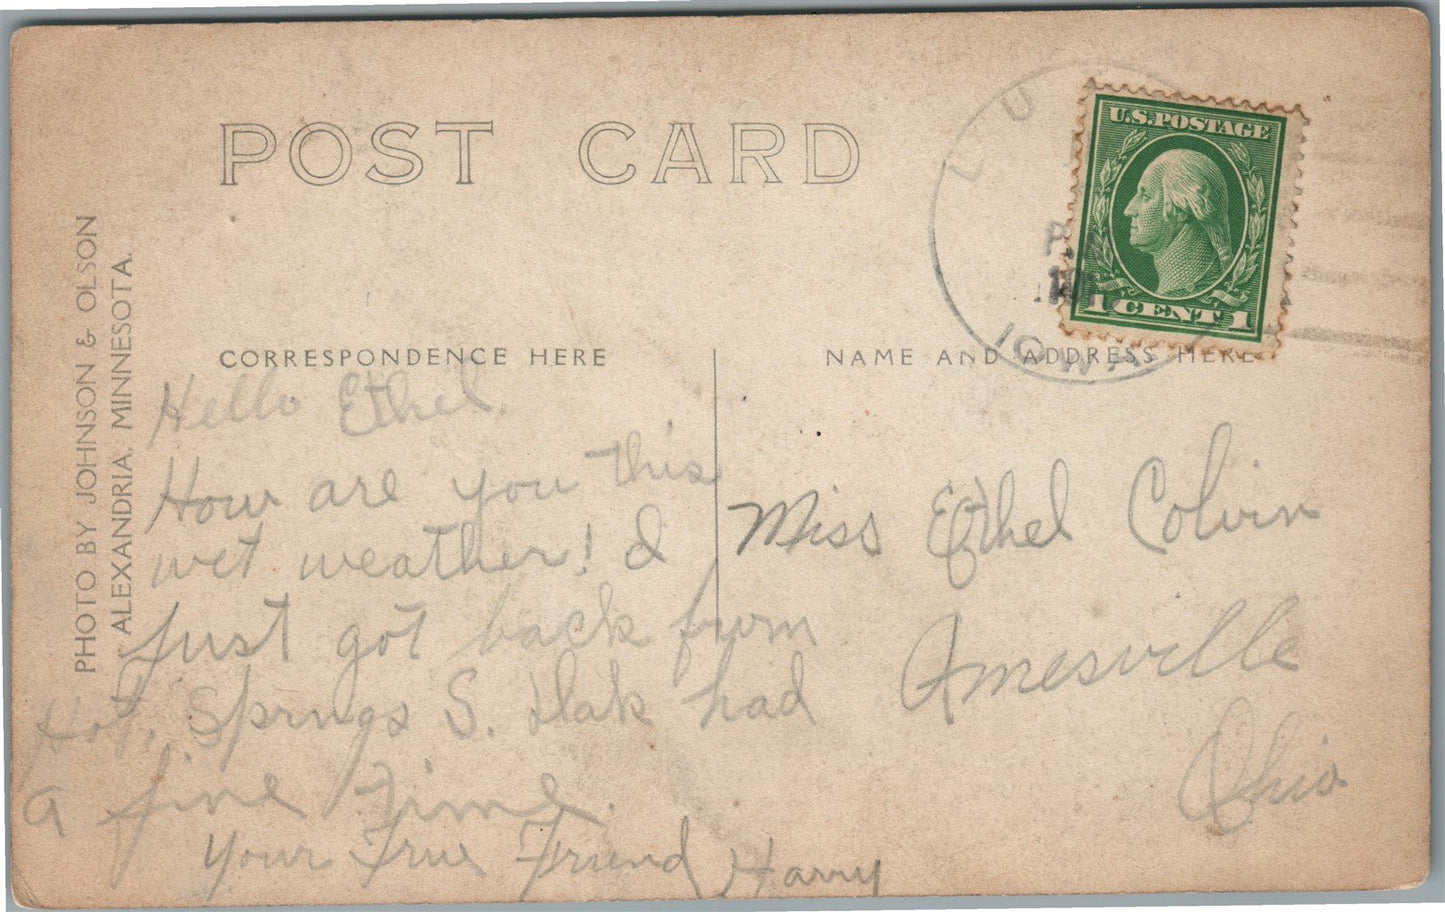 POST CARD
U.S. POSTAGE
1 CENT 1
L U
P.
IOWA
PHOTO BY JOHNSON & OLSON
ALEXANDRIA, MINNESOTA.
CORRESPONDENCE HERE
NAME AND ADDRESS HERE
Hello Ethel.
How are you this
wet weather! I
just got back from
Hot Springs S. Dak had
a fine time.
Your True Friend Harry
Miss Ethel Colvin
Amesville
Ohio